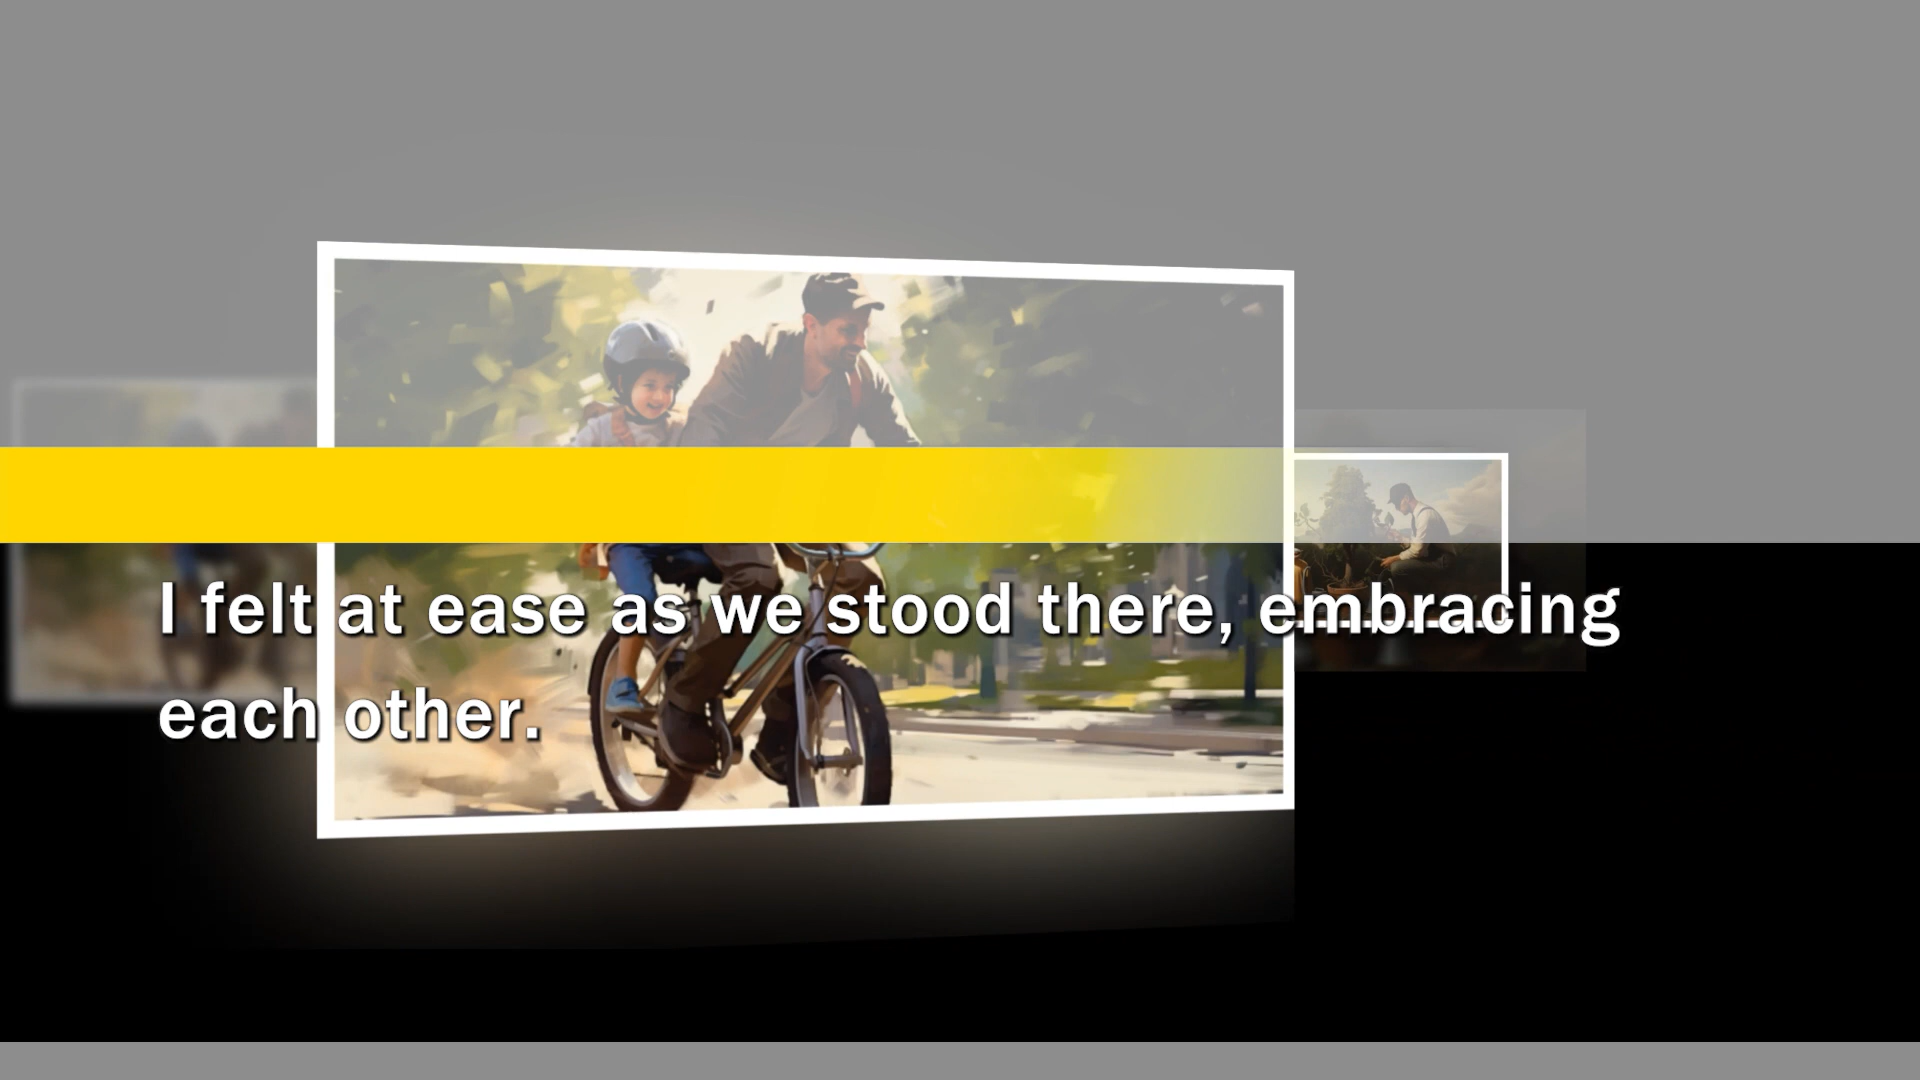 I felt at ease as we stood there, embracing
each other.